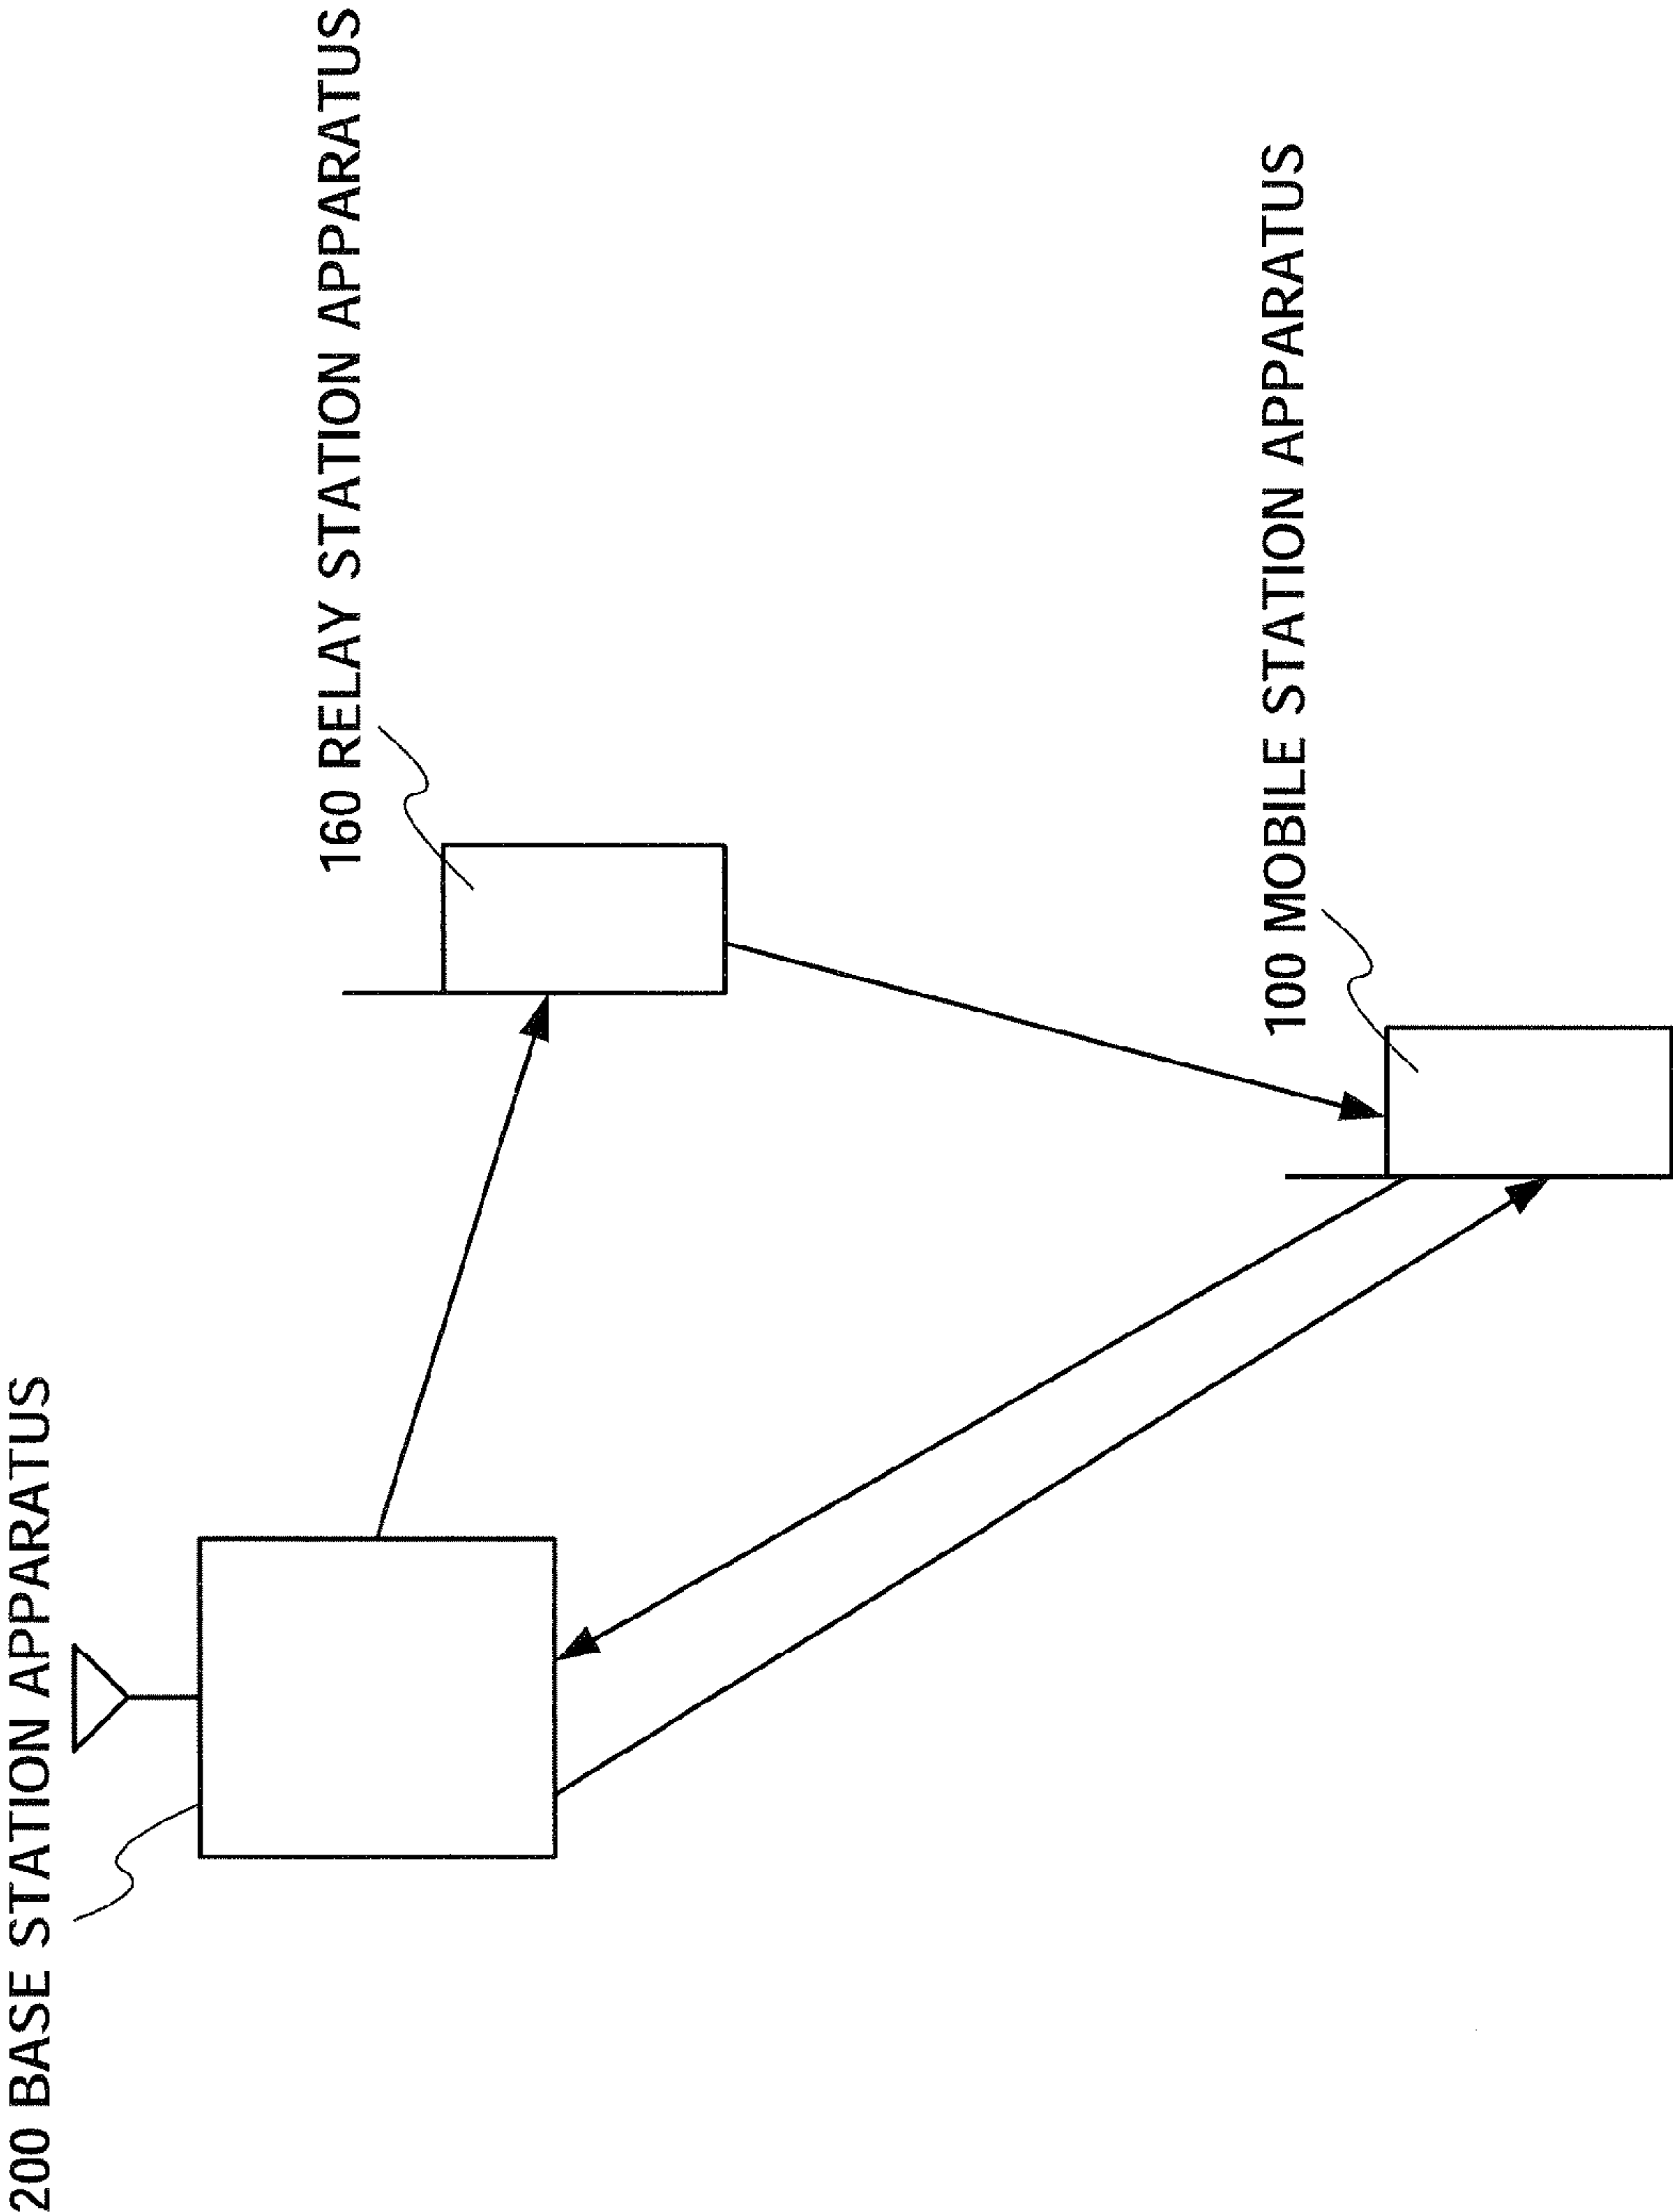 200 BASE STATION APPARATUS
160 RELAY STATION APPARATUS
100 MOBILE STATION APPARATUS